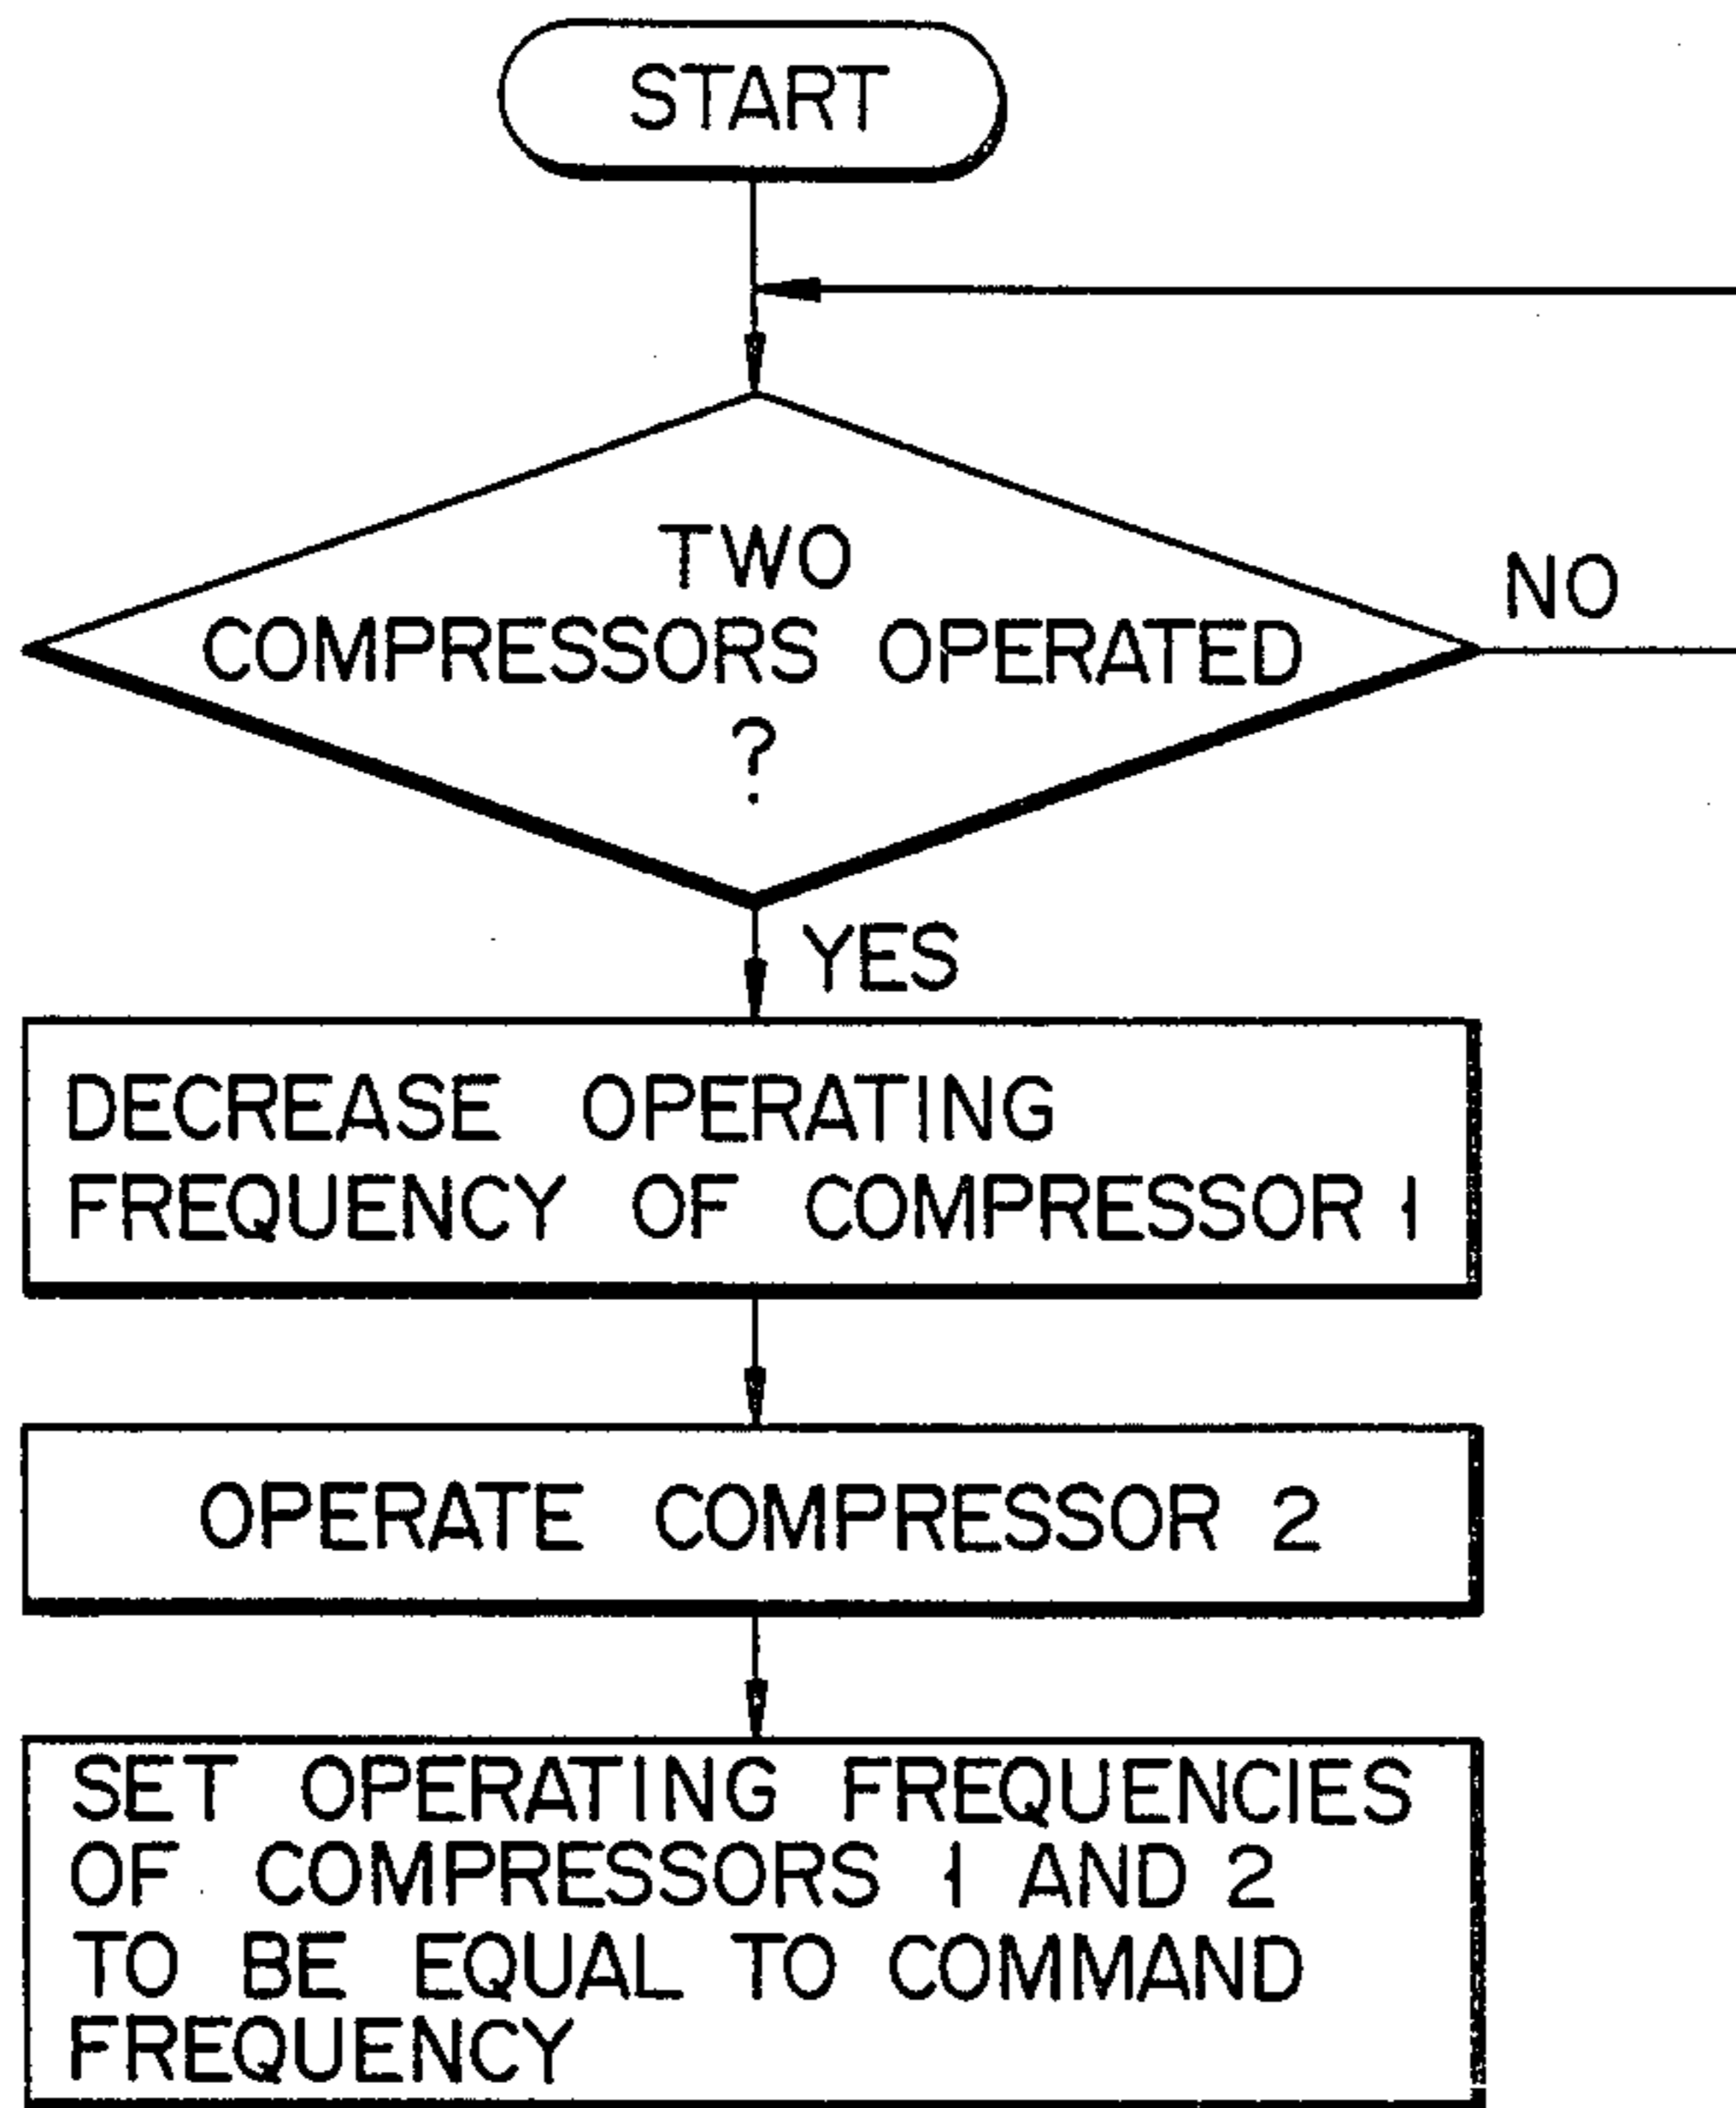 START
TWO
COMPRESSORS OPERATED
?
NO
YES
DECREASE OPERATING
FREQUENCY OF COMPRESSOR 1
OPERATE COMPRESSOR 2
SET OPERATING FREQUENCIES
OF COMPRESSORS 1 AND 2
TO BE EQUAL TO COMMAND
FREQUENCY